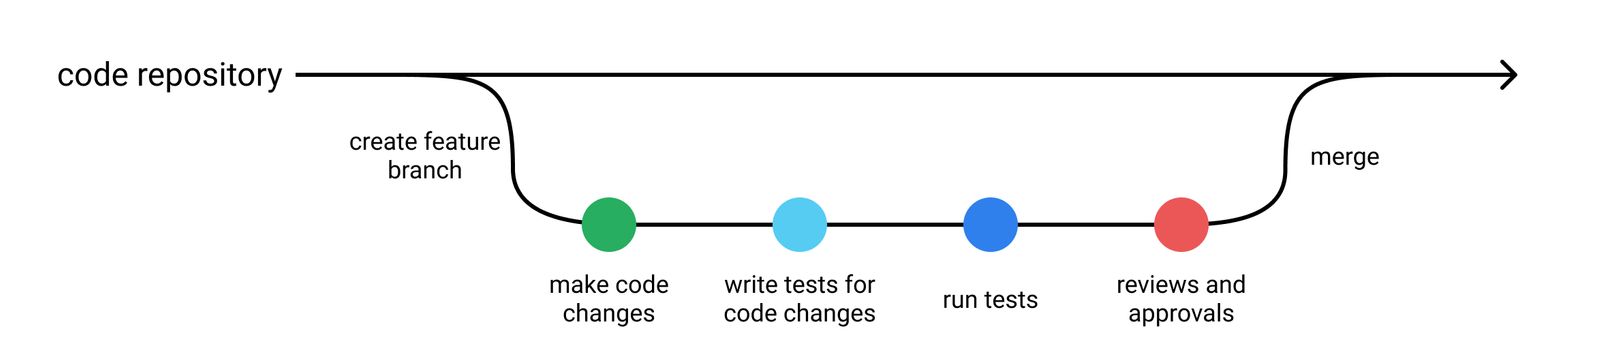 code repository
create feature
branch
merge
make code
changes
write tests for
code changes
run tests
reviews and
approvals